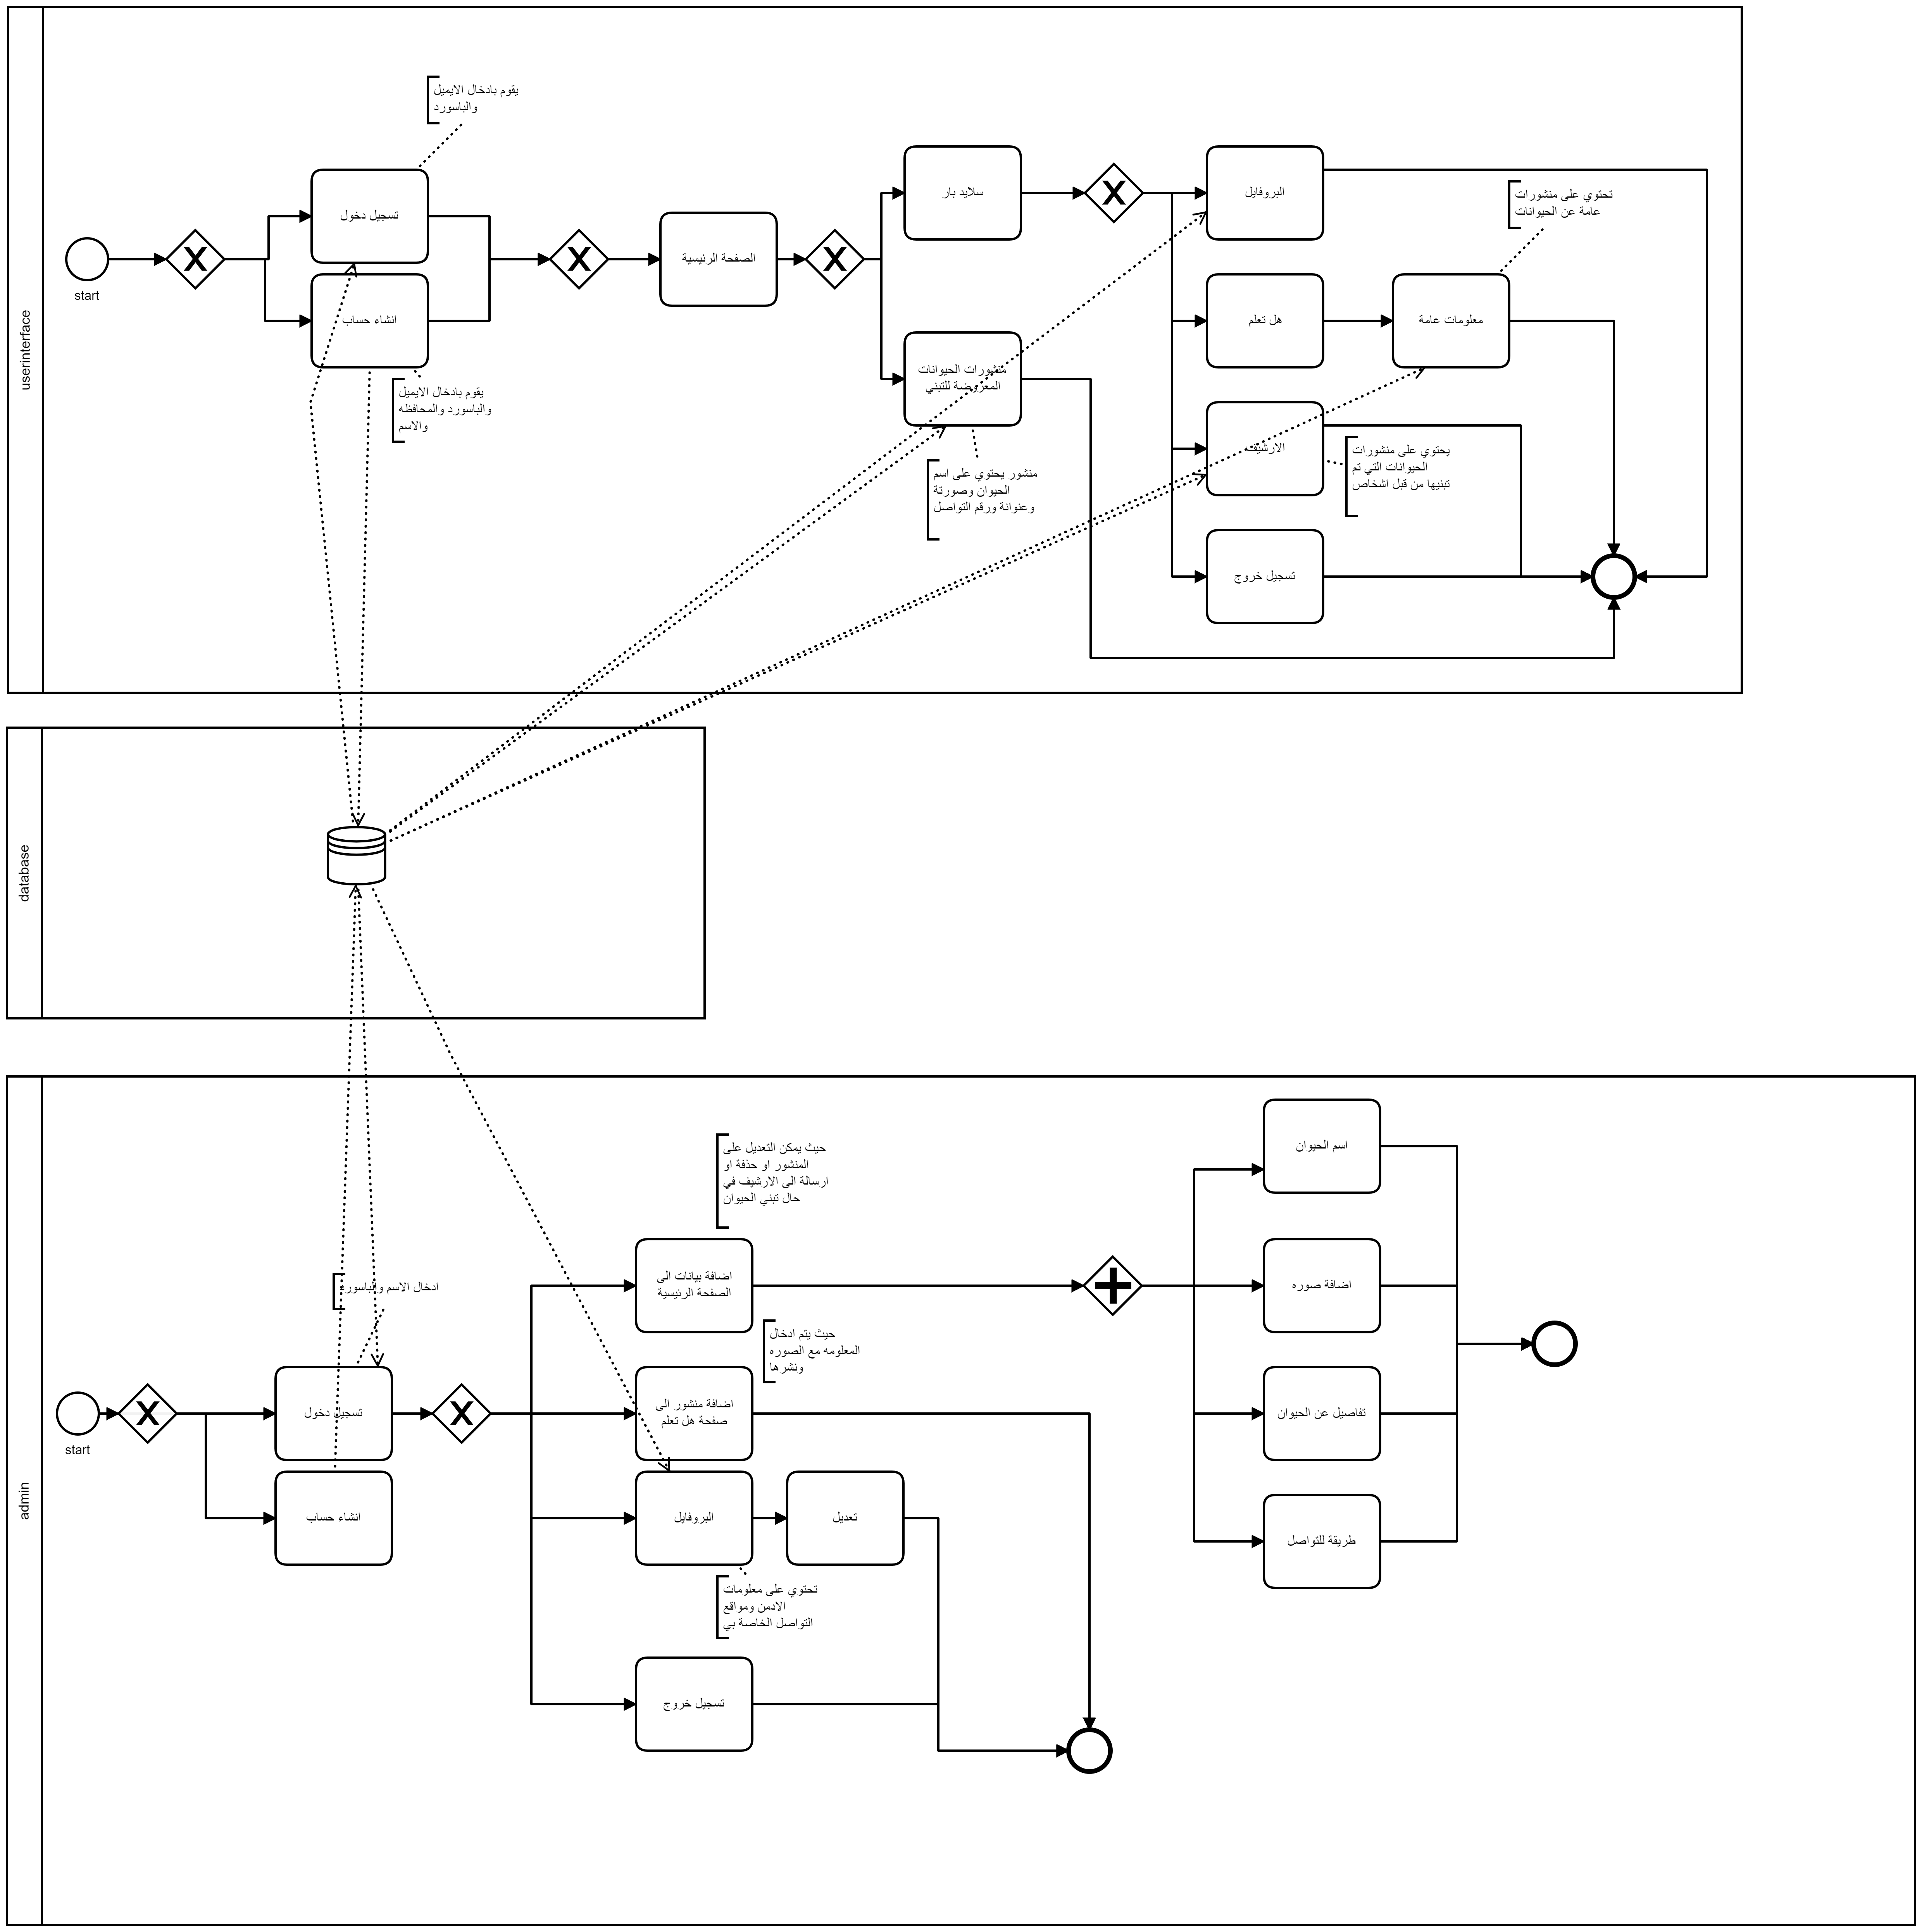 userinterface
start
يقوم بادخال الايميل
والباسورد
تسجيل دخول
انشاء حساب
يقوم بادخال الايميل
والباسورد والمحافظه
والاسم
الصفحة الرئيسية
سلايد بار
منشورات الحيوانات
المعروضة للتبني
منشور يحتوي على اسم
الحيوان وصورتة
وعنوانة ورقم التواصل
البروفايل
هل تعلم
معلومات عامة
تحتوي على منشورات
عامة عن الحيوانات
الارشيف
يحتوي على منشورات
الحيوانات التي تم
تبنيها من قبل اشخاص
تسجيل خروج
database
admin
start
ادخال الاسم والباسورد
تسجيل دخول
انشاء حساب
حيث يمكن التعديل على
المنشور او حذفة او
ارسالة الى الارشيف في
حال تبني الحيوان
اضافة بيانات الى
الصفحة الرئيسية
حيث يتم ادخال
المعلومه مع الصوره
ونشرها
اضافة منشور الى
صفحة هل تعلم
البروفايل
تعديل
تحتوي على معلومات
الادمن ومواقع
التواصل الخاصة بي
تسجيل خروج
اسم الحيوان
اضاقة صوره
تفاصيل عن الحيوان
طريقة للتواصل